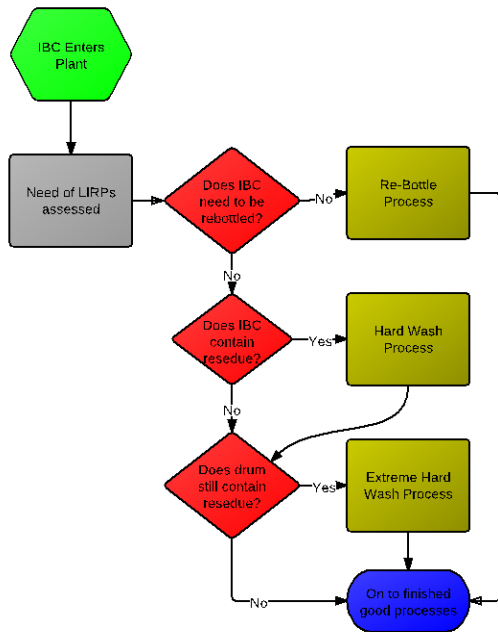 IBC Enters
Plant
Need of LIRPs
assessed
Does IBC
need to be
rebottled?
No
Re-Bottle
Process
No
Does IBC
contain
resedue?
Yes
Hard Wash
Process
No
Does drum
still contain
resedue?
Yes
Extreme Hard
Wash Process
No
On to finished
good processes